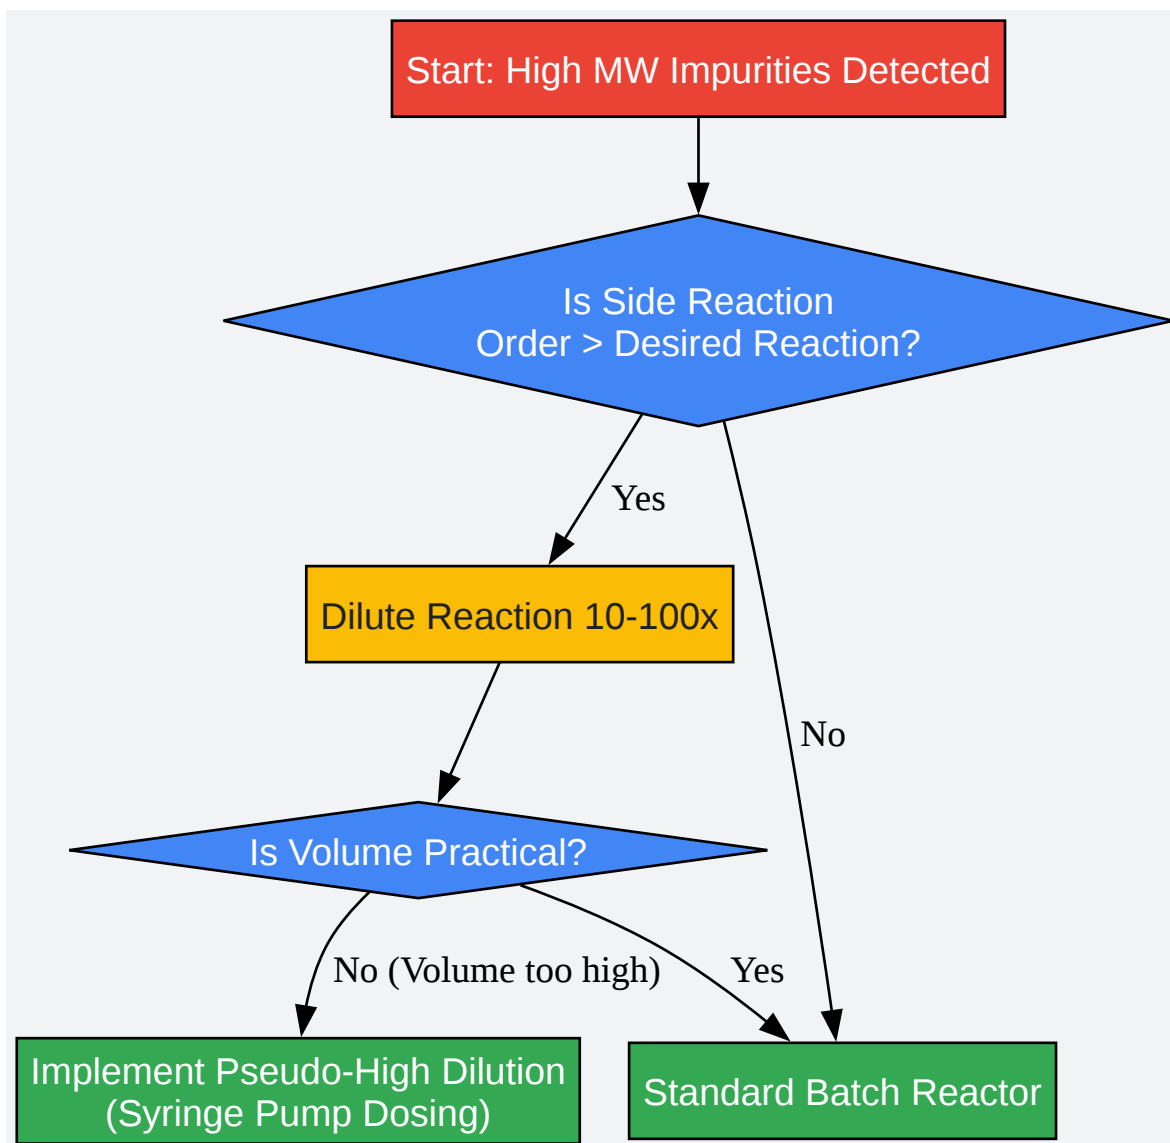 Start: High MW Impurities Detected
Is Side Reaction
Order > Desired Reaction?
Yes
Dilute Reaction 10-100x
No
Is Volume Practical?
No (Volume too high)
Yes
Implement Pseudo-High Dilution
(Syringe Pump Dosing)
Standard Batch Reactor